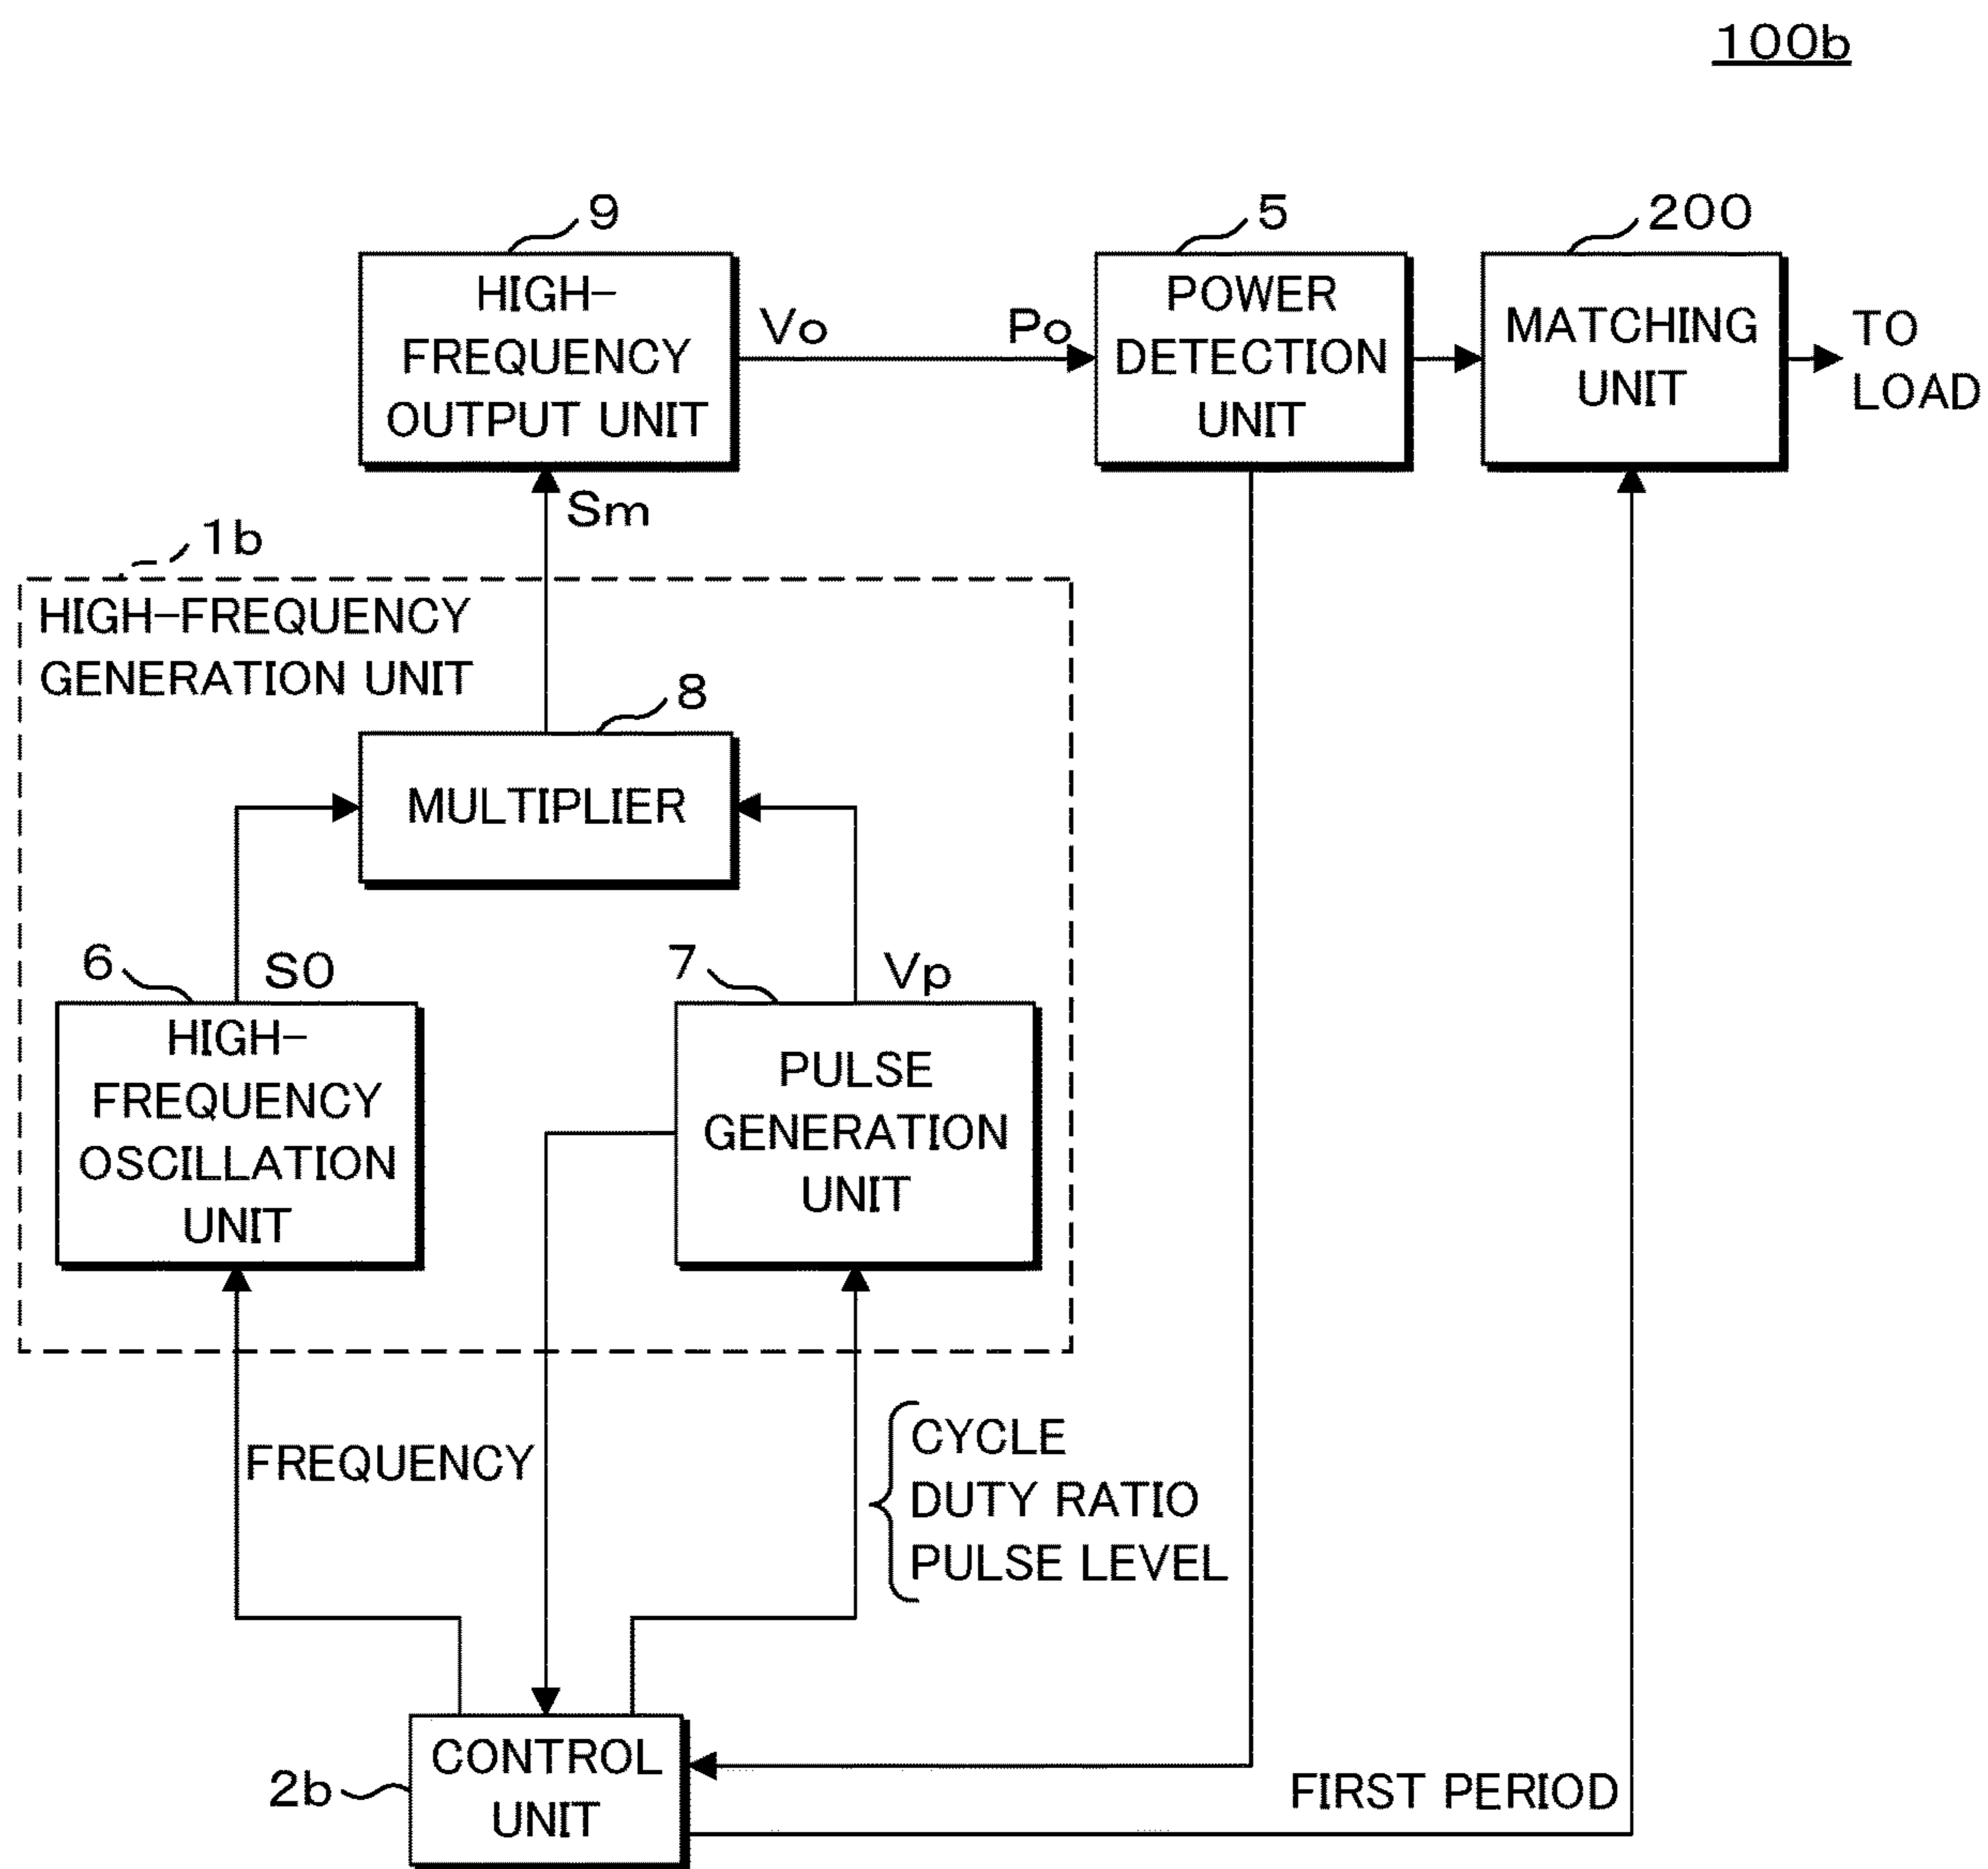 100b
9
5
200
HIGH-
FREQUENCY
OUTPUT UNIT
Vo
Po
POWER
DETECTION
UNIT
MATCHING
UNIT
TO
LOAD
Sm
1b
HIGH-FREQUENCY
GENERATION UNIT
8
MULTIPLIER
6
S0
7
Vp
HIGH-
FREQUENCY
OSCILLATION
UNIT
PULSE
GENERATION
UNIT
FREQUENCY
CYCLE
DUTY RATIO
PULSE LEVEL
2b
CONTROL
UNIT
FIRST PERIOD